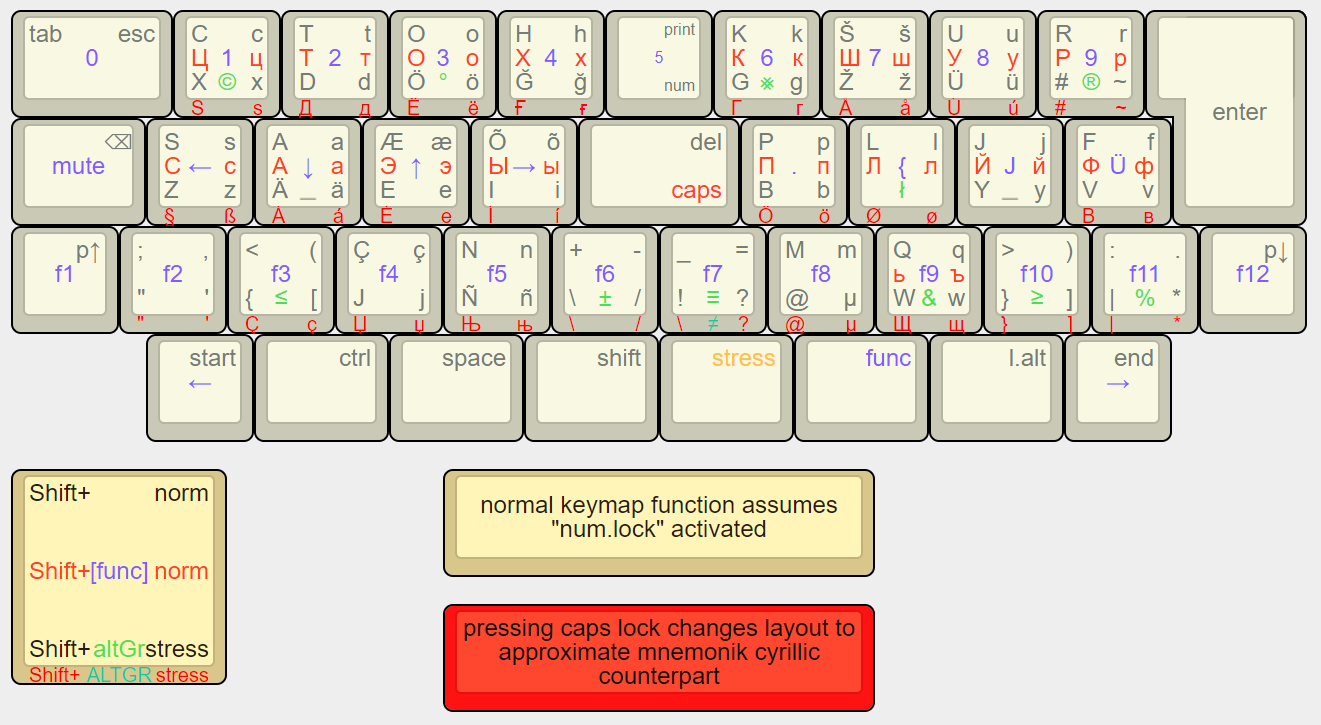 tab esc C c T t O o H h print K k Š š U u R r
0 Ц 1 ц Т 2 т О 3 о Х 4 х 5 К 6 к Ш 7 ш У 8 у Р 9 р
X © x D d Ö ° ö Ğ ğ num G ※ g Ž ž Ü ü # ® ~
S s Д д Ё ё Ғ ғ Г г Å å Ú ú # ~
enter
⌫ S s A a Æ æ Õ õ del P p L l J j F f
mute С ← с А ↓ а Э ↑ э Ы → ы П . п Л { л Й J й Ф Ü ф
Z z Ä _ ä E e I i caps B b ł Y _ y V v
§ ß Á á É e Í í Ö ö Ø ø В в
p↑ ; , < ( Ç ç N n + - _ = M m Q q > ) : . p↓
f1 f2 f3 f4 f5 f6 f7 f8 ь f9 ъ f10 f11 f12
" ' { ≤ [ J j Ñ ñ \ ± / ! ≡ ? @ µ W & w } ≥ ] | % *
" ' Ç ç Џ џ Њ њ \ / \ ≠ ? @ µ Щ щ } ] | *
start ctrl space shift stress func l.alt end
← →
Shift+ norm
Shift+[func] norm
Shift+ altGr stress
Shift+ ALTGR stress
normal keymap function assumes
"num.lock" activated
pressing caps lock changes layout to
approximate mnemonik cyrillic
counterpart